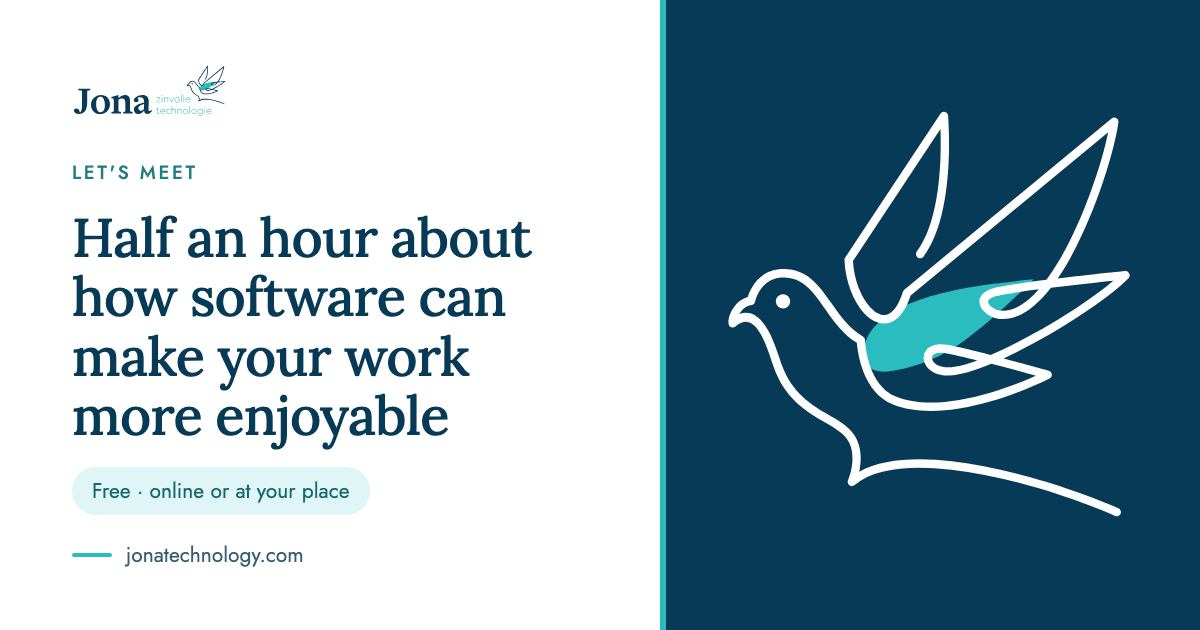 Jona
zinvolle
technologie
LET'S MEET
Half an hour about
how software can
make your work
more enjoyable
Free · online or at your place
jonatechnology.com